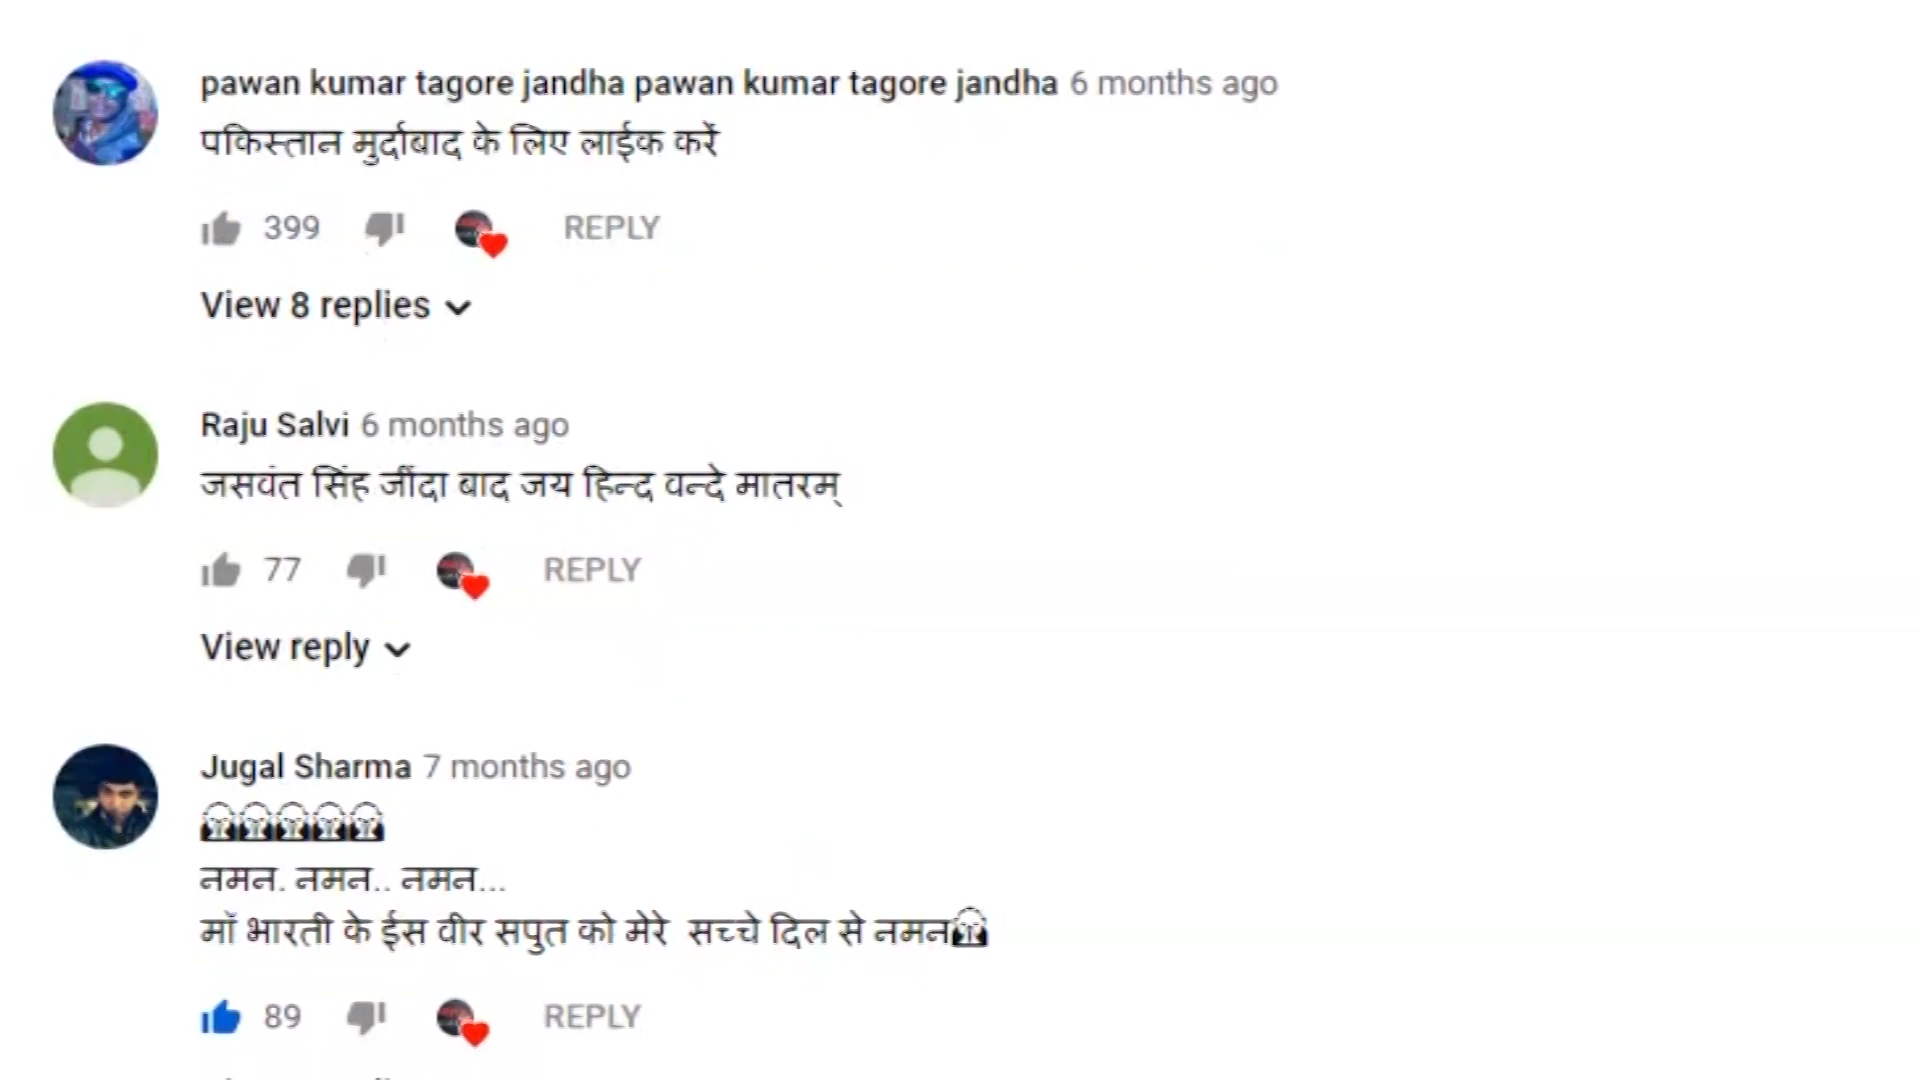 pawan kumar tagore jandha pawan kumar tagore jandha 6 months ago
पकिस्तान मुर्दाबाद के लिए लाईक करें
399 REPLY
View 8 replies
Raju Salvi 6 months ago
जसवंत सिंह जींदा बाद जय हिन्द वन्दे मातरम्
77 REPLY
View reply
Jugal Sharma 7 months ago
नमन. नमन.. नमन...
मॉ भारती के ईस वीर सपुत को मेरे सच्चे दिल से नमन
89 REPLY